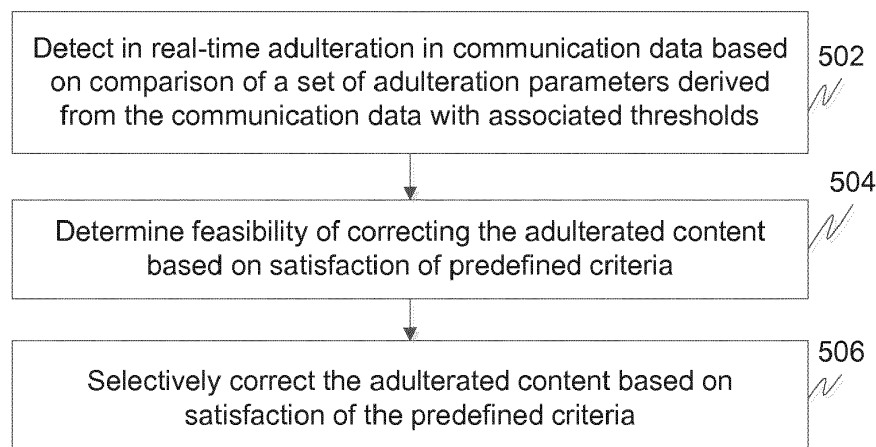 Detect in real-time adulteration in communication data based
on comparison of a set of adulteration parameters derived
from the communication data with associated thresholds
502
504
Determine feasibility of correcting the adulterated content
based on satisfaction of predefined criteria
506
Selectively correct the adulterated content based on
satisfaction of the predefined criteria